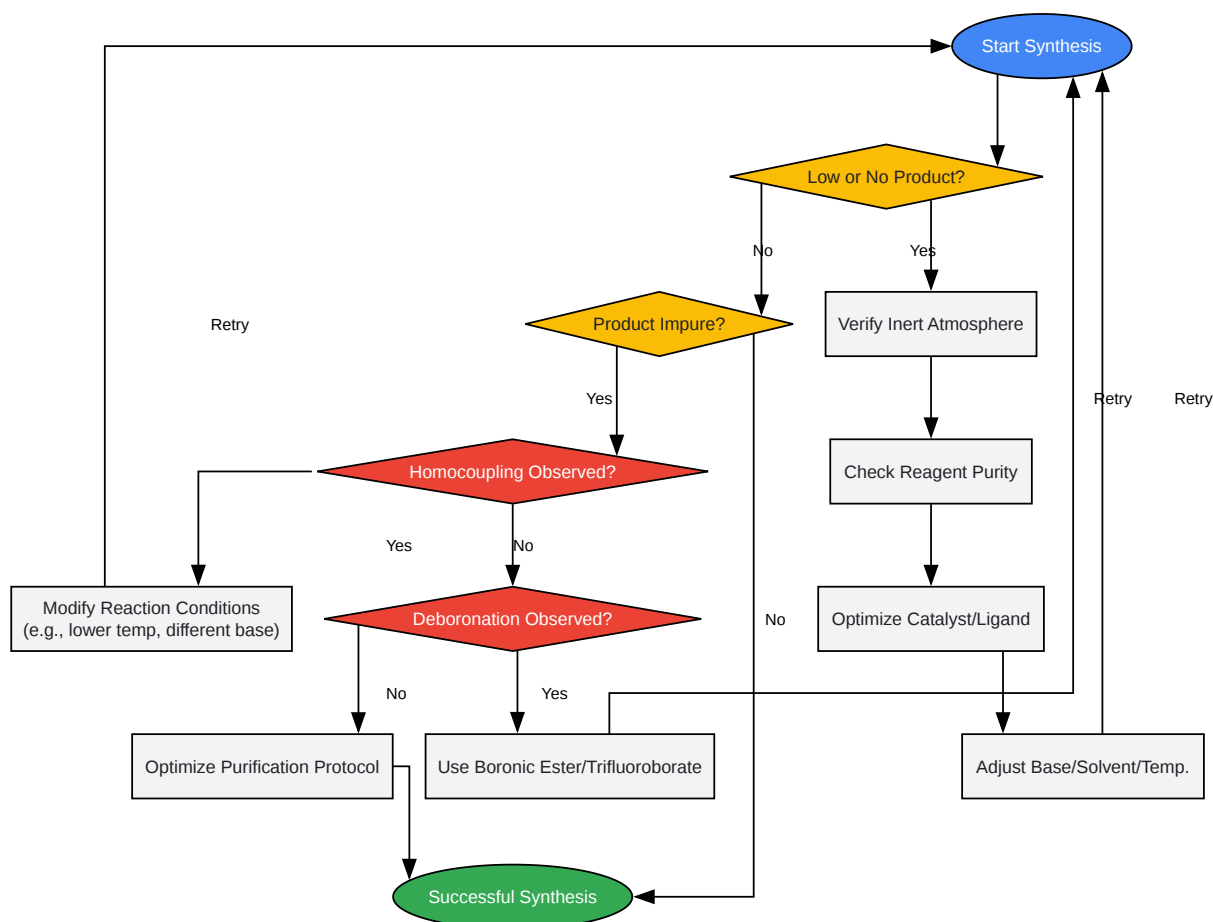 Start Synthesis
Low or No Product?
No
Yes
Product Impure?
Verify Inert Atmosphere
Retry
Yes
Retry
Retry
Homocoupling Observed?
Check Reagent Purity
Yes
No
Modify Reaction Conditions
(e.g., lower temp, different base)
Deboronation Observed?
No
Optimize Catalyst/Ligand
No
Yes
Optimize Purification Protocol
Use Boronic Ester/Trifluoroborate
Adjust Base/Solvent/Temp.
Successful Synthesis